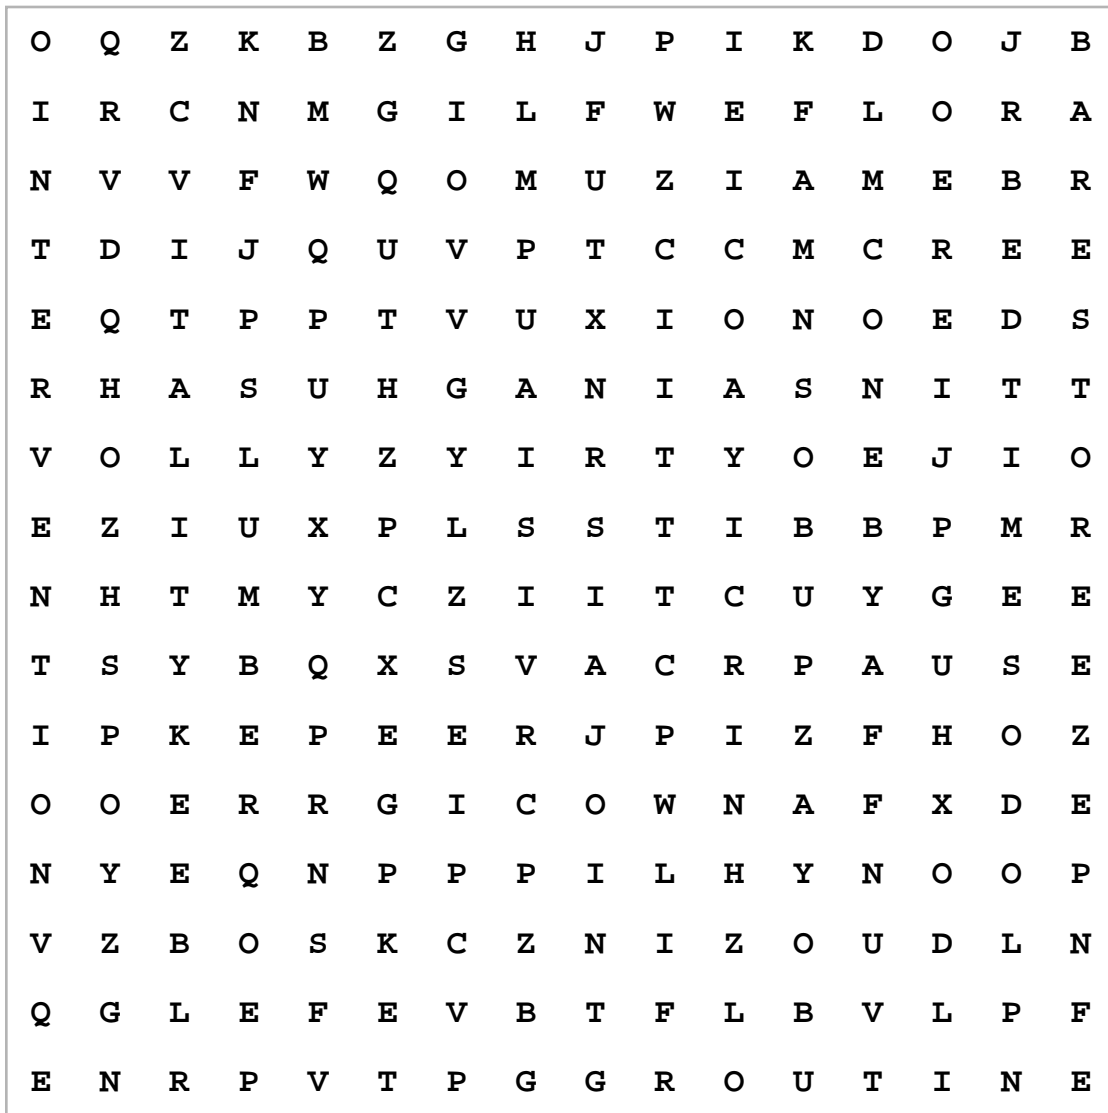 O Q Z K B Z G H J P I K D O J B
I R C N M G I L F W E F L O R A
N V V F W Q O M U Z I A M E B R
T D I J Q U V P T C C M C R E E
E Q T P P T V U X I O N O E D S
R H A S U H G A N I A S N I T T
V O L L Y Z Y I R T Y O E J I O
E Z I U X P L S S T I B B P M R
N H T M Y C Z I I T C U Y G E E
T S Y B Q X S V A C R P A U S E
I P K E P E E R J P I Z F H O Z
O O E R R G I C O W N A F X D E
N Y E Q N P P P I L H Y N O O P
V Z B O S K C Z N I Z O U D L N
Q G L E F E V B T F L B V L P F
E N R P V T P G G R O U T I N E